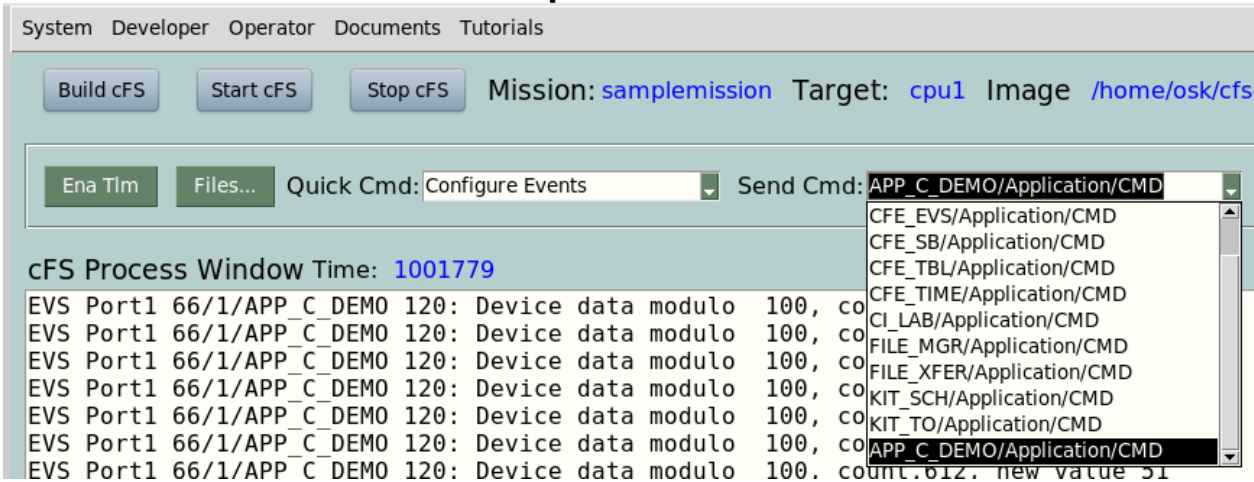 System Developer Operator Documents Tutorials
Build cFS Start cFS Stop cFS Mission: samplemission Target: cpu1 Image /home/osk/cfs-
Ena Tlm Files... Quick Cmd: Configure Events Send Cmd: APP_C_DEMO/Application/CMD
CFE_EVS/Application/CMD
CFE_SB/Application/CMD
CFE_TBL/Application/CMD
CFE_TIME/Application/CMD
CI_LAB/Application/CMD
FILE_MGR/Application/CMD
FILE_XFER/Application/CMD
KIT_SCH/Application/CMD
KIT_TO/Application/CMD
APP_C_DEMO/Application/CMD
cFS Process Window Time: 1001779
EVS Port1 66/1/APP_C_DEMO 120: Device data modulo 100, co
EVS Port1 66/1/APP_C_DEMO 120: Device data modulo 100, co
EVS Port1 66/1/APP_C_DEMO 120: Device data modulo 100, co
EVS Port1 66/1/APP_C_DEMO 120: Device data modulo 100, co
EVS Port1 66/1/APP_C_DEMO 120: Device data modulo 100, co
EVS Port1 66/1/APP_C_DEMO 120: Device data modulo 100, co
EVS Port1 66/1/APP_C_DEMO 120: Device data modulo 100, count.612, new value 51